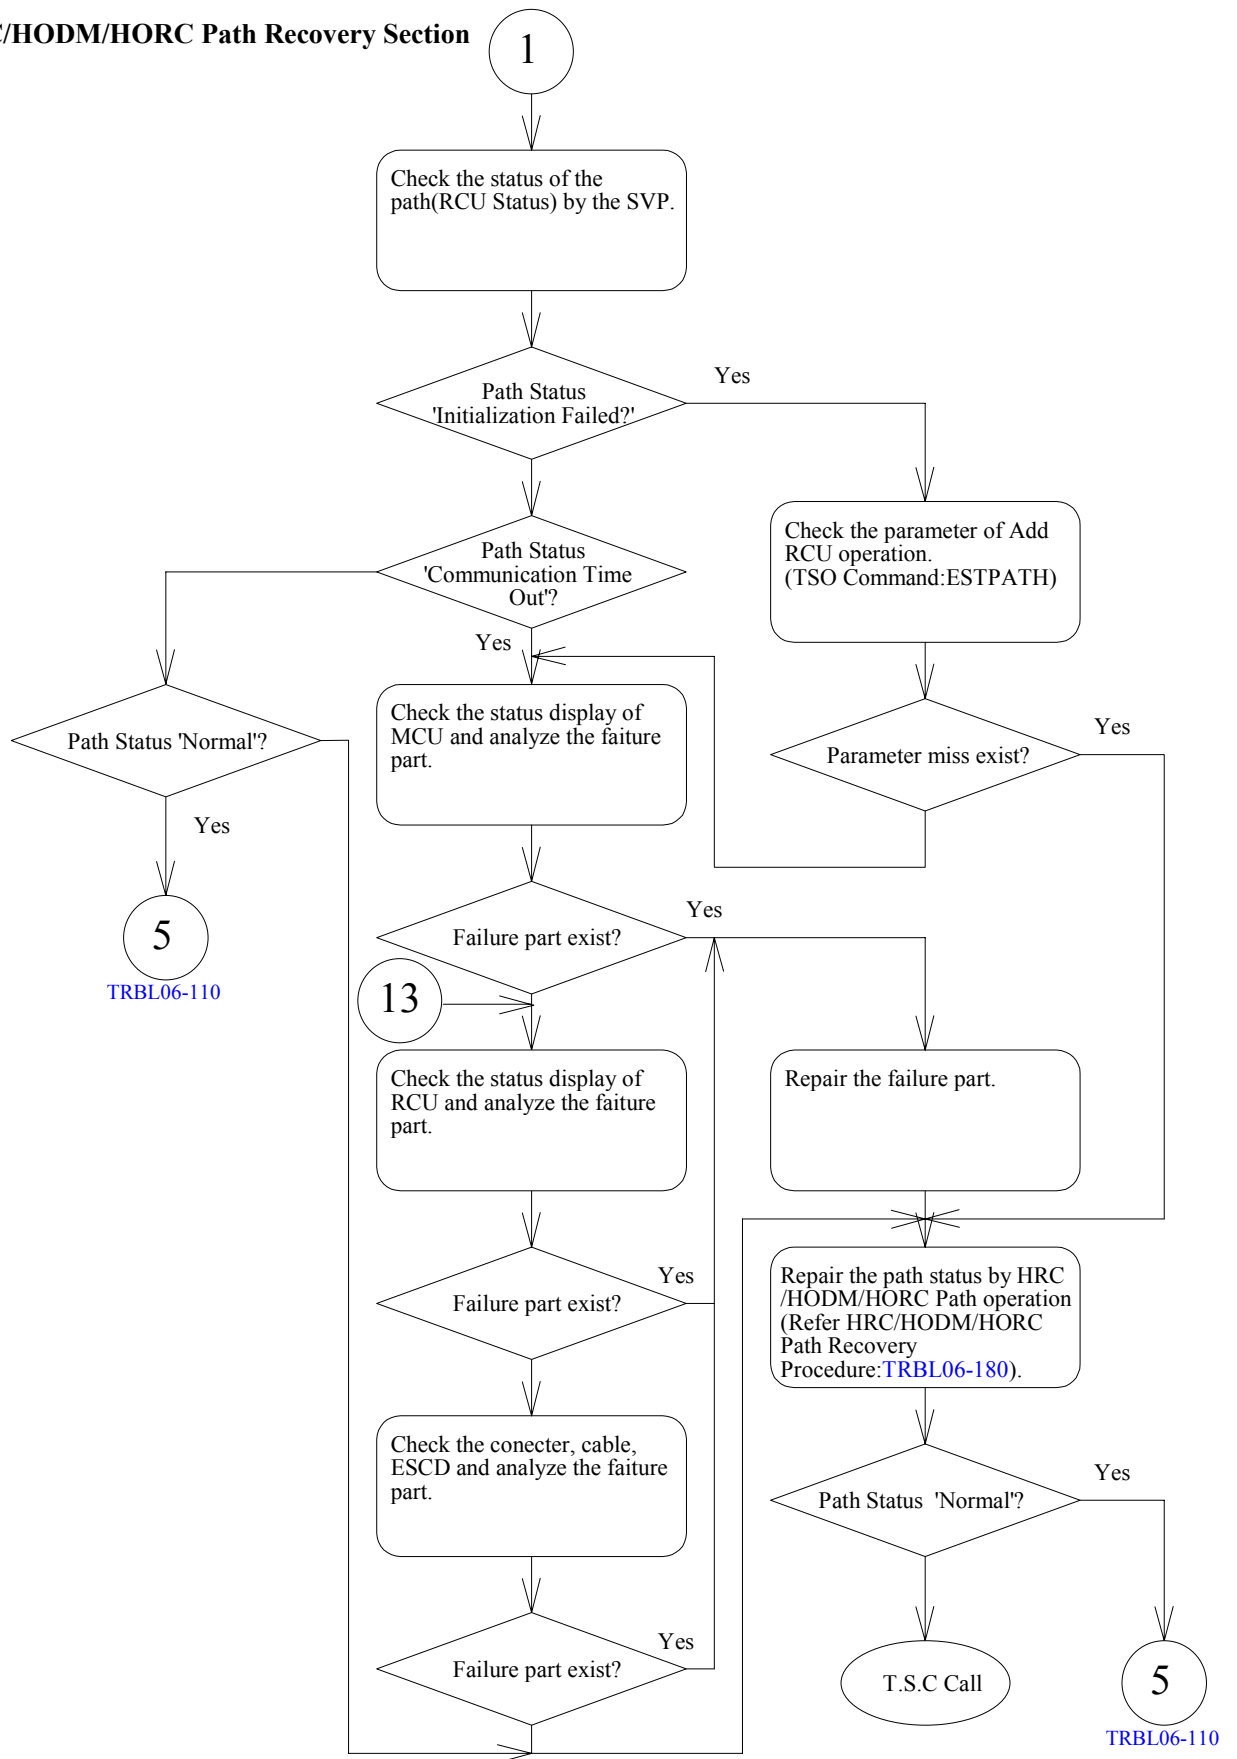 C/HODM/HORC Path Recovery Section
1
Check the status of the
path(RCU Status) by the SVP.
Path Status
'Initialization Failed?'
Yes
Path Status
'Communication Time
Out'?
Yes
Check the parameter of Add
RCU operation.
(TSO Command:ESTPATH)
Path Status 'Normal'?
Yes
5
TRBL06-110
Check the status display of
MCU and analyze the faiture
part.
Parameter miss exist?
Yes
Failure part exist?
Yes
13
Check the status display of
RCU and analyze the faiture
part.
Repair the failure part.
Failure part exist?
Yes
Repair the path status by HRC
/HODM/HORC Path operation
(Refer HRC/HODM/HORC
Path Recovery
Procedure:TRBL06-180).
Check the conecter, cable,
ESCD and analyze the faiture
part.
Path Status 'Normal'?
Yes
Failure part exist?
Yes
T.S.C Call
5
TRBL06-110